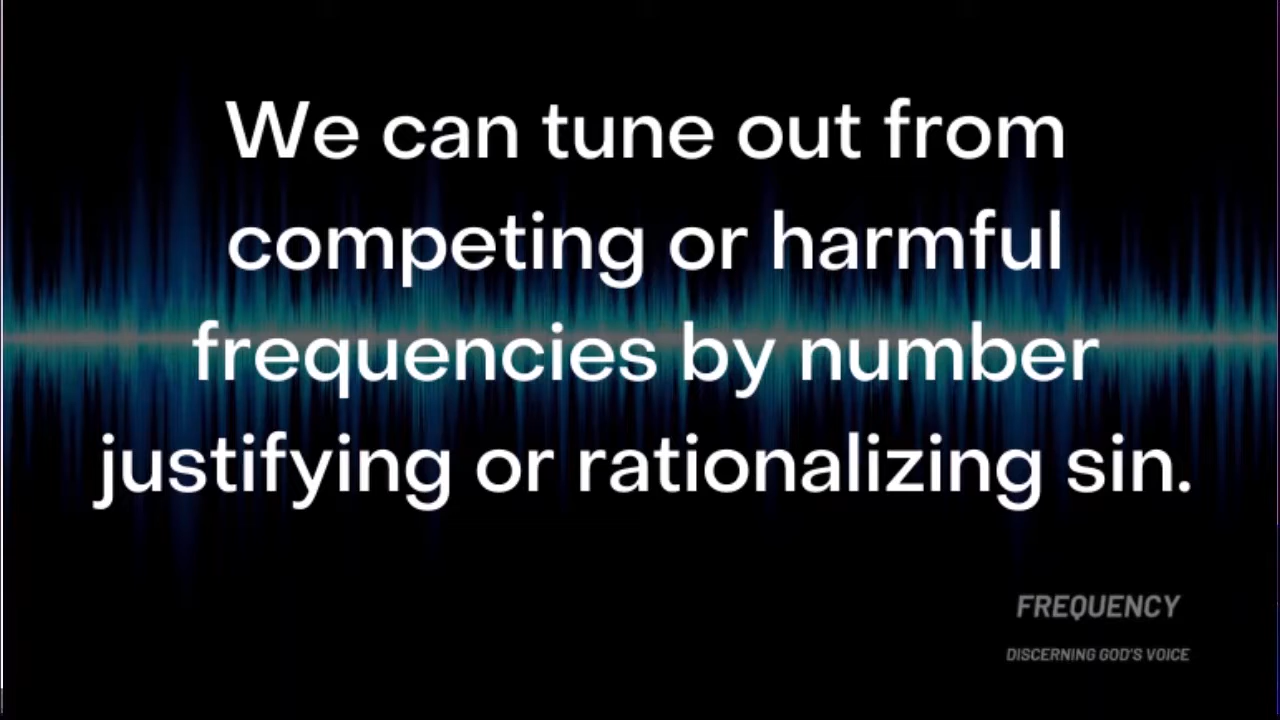 We can tune out from
competing or harmful
frequencies by number
justifying or rationalizing sin.
FREQUENCY
DISCERNING GOD'S VOICE